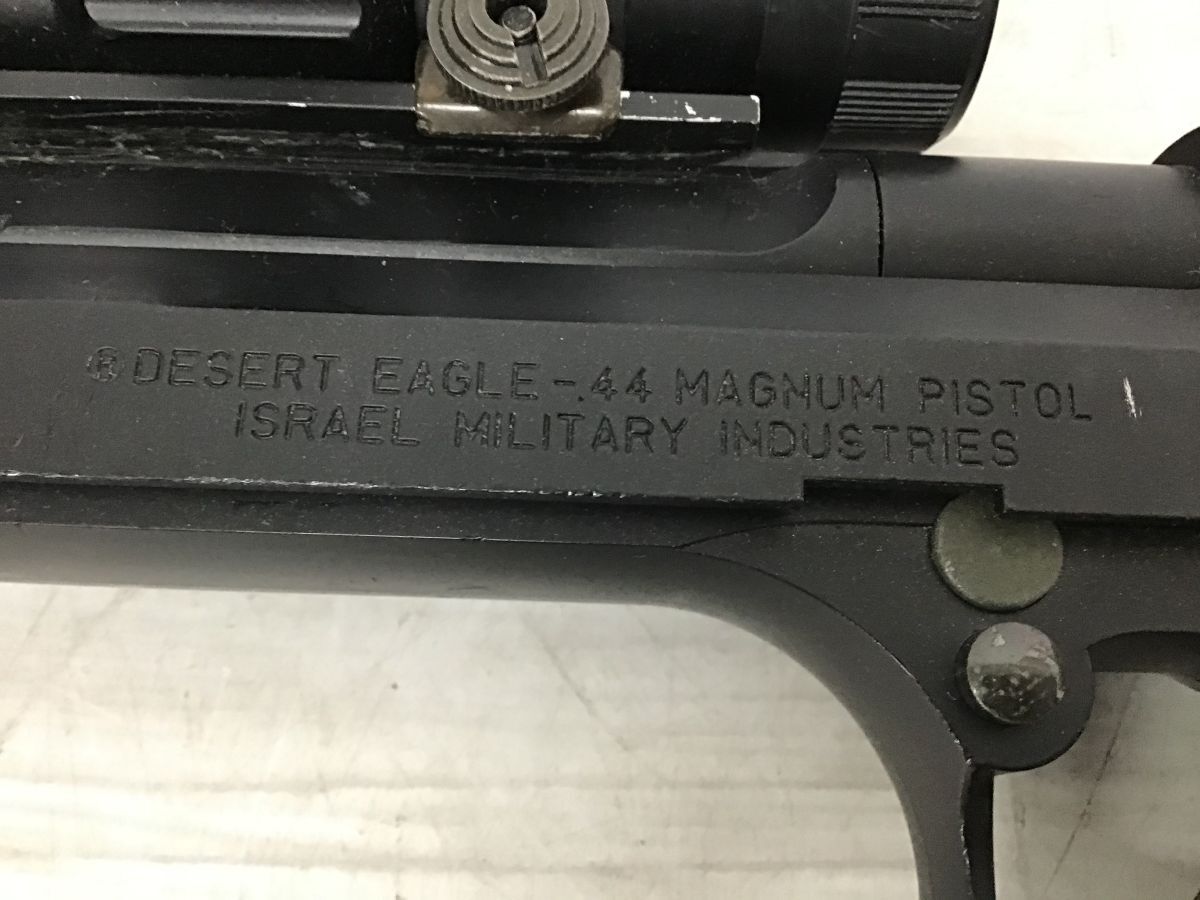 ® DESERT EAGLE-.44 MAGNUM PISTOL
ISRAEL MILITARY INDUSTRIES